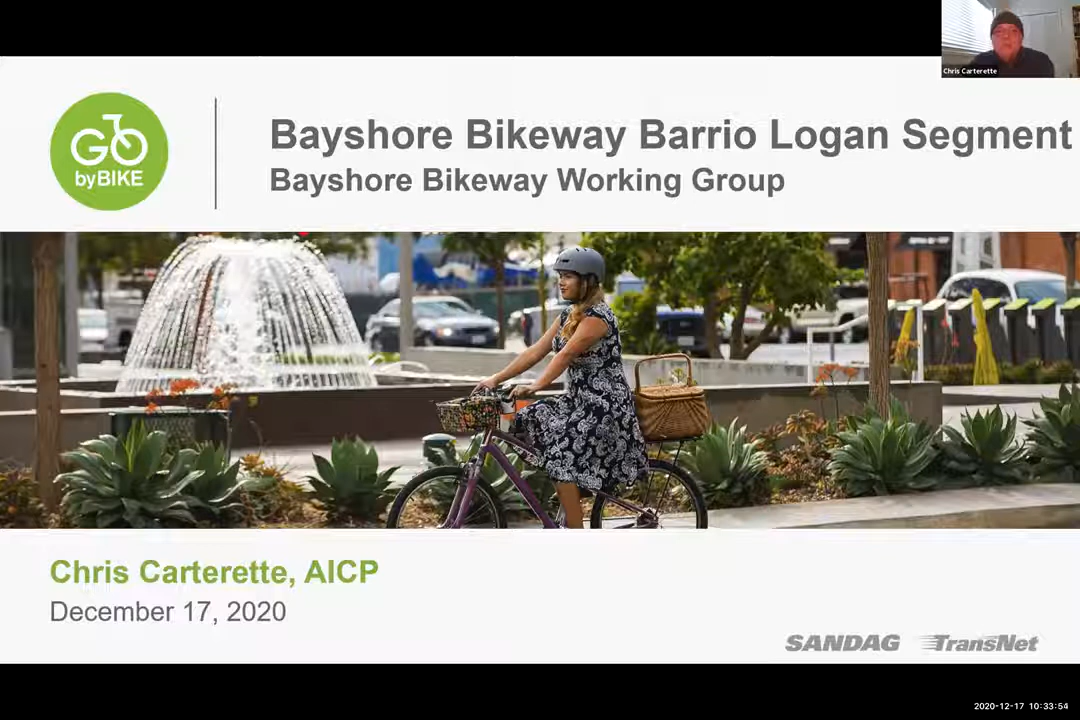 Chris Carterette
GO
byBIKE
Bayshore Bikeway Barrio Logan Segment
Bayshore Bikeway Working Group
Chris Carterette, AICP
December 17, 2020
SANDAG TransNet
2020-12-17 10:33:54